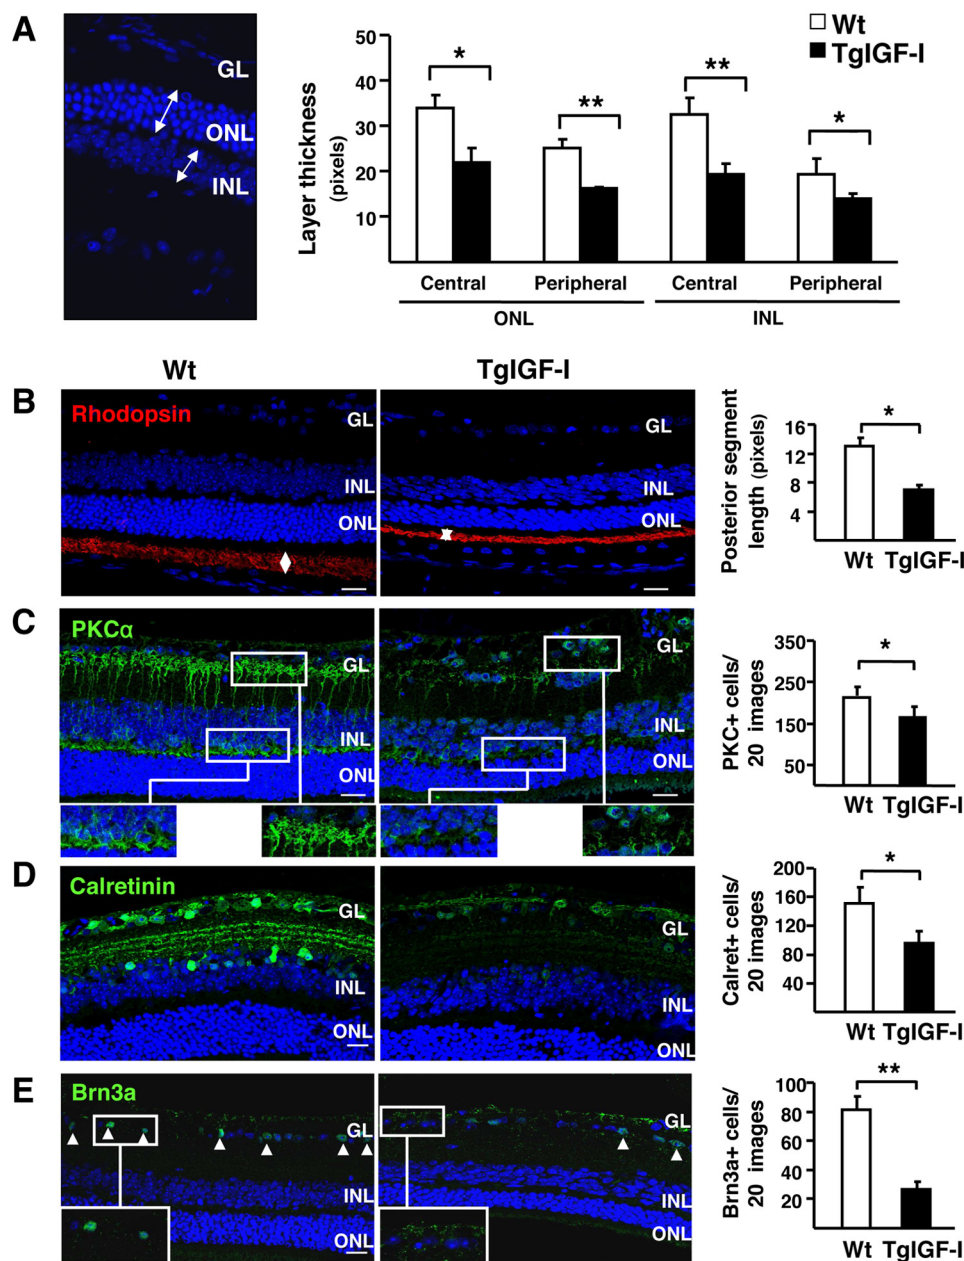 A
GL
ONL
INL
Wt
TgIGF-I
Layer thickness
(pixels)
50
40
30
20
10
*
**
**
*
Central
Peripheral
Central
Peripheral
ONL
INL
Wt
TgIGF-I
B
Rhodopsin
GL
INL
ONL
GL
INL
ONL
Posterior segment
length (pixels)
16
12
8
4
*
Wt
TgIGF-I
C
PKCα
GL
INL
ONL
GL
INL
ONL
PKC+ cells/
20 images
350
250
150
50
*
Wt
TgIGF-I
D
Calretinin
GL
INL
ONL
GL
INL
ONL
Calret+ cells/
20 images
200
160
120
80
40
*
Wt
TgIGF-I
E
Brn3a
GL
INL
ONL
GL
INL
ONL
Brn3a+ cells/
20 images
100
80
60
40
20
**
Wt
TgIGF-I